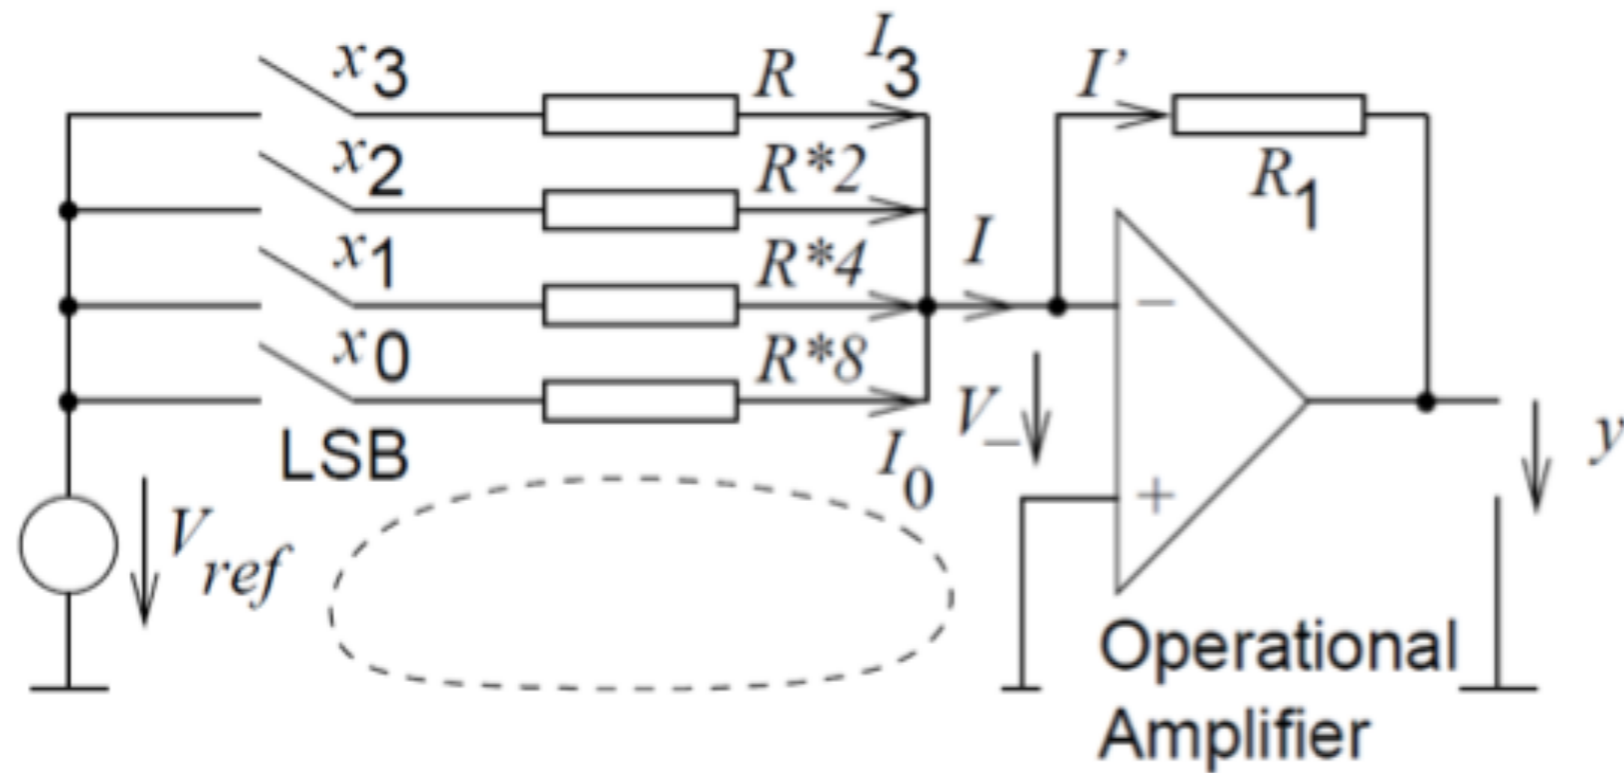 x3 R I3 I'
x2 R*2 R1
x1 R*4 I
x0 R*8 V_ −
LSB I0 y
Vref +
Operational
Amplifier